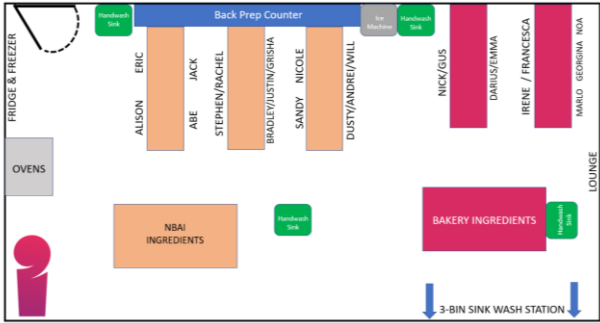 Handwash
Sink
Back Prep Counter
Ice
Machine
Handwash
Sink
FRIDGE & FREEZER
ALISON ERIC
ABE JACK
STEPHEN/RACHEL
BRADLEY/JUSTIN/GRISHA
SANDY NICOLE
DUSTY/ANDREI/WILL
NICK/GUS
DARIUS/EMMA
IRENE / FRANCESCA
MARLO GEORGINA NOA
OVENS
LOUNGE
NBAI
INGREDIENTS
Handwash
Sink
BAKERY INGREDIENTS
Handwash
Sink
3-BIN SINK WASH STATION